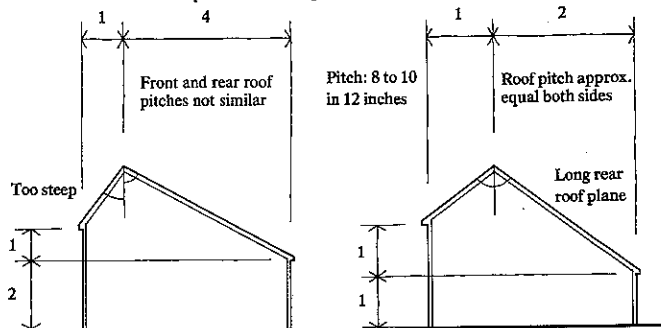 1 4
Front and rear roof
pitches not similar
Too steep
1
2
1 2
Pitch: 8 to 10
in 12 inches
Roof pitch approx.
equal both sides
Long rear
roof plane
1
1